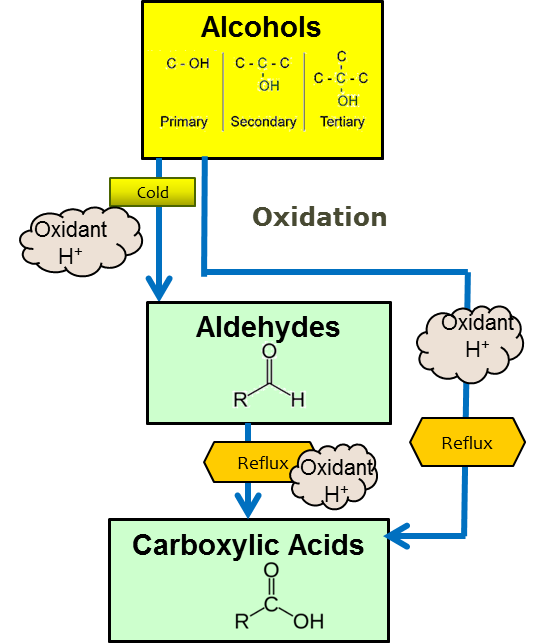 Alcohols
C - OH
C - C - C
OH
C
C - C - C
OH
Primary
Secondary
Tertiary
Cold
Oxidant
H⁺
Oxidation
Aldehydes
O
R
H
Oxidant
H⁺
Reflux
Oxidant
H⁺
Reflux
Carboxylic Acids
O
C
R
OH